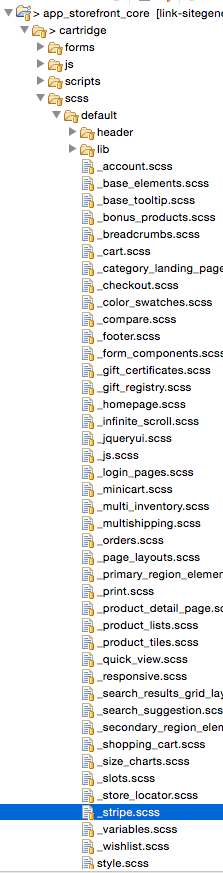 > app_storefront_core [link-sitegene
> cartridge
forms
js
scripts
scss
default
header
lib
_account.scss
_base_elements.scss
_base_tooltip.scss
_bonus_products.scss
_breadcrumbs.scss
_cart.scss
_category_landing_page
_checkout.scss
_color_swatches.scss
_compare.scss
_footer.scss
_form_components.scss
_gift_certificates.scss
_gift_registry.scss
_homepage.scss
_infinite_scroll.scss
_jqueryui.scss
_js.scss
_login_pages.scss
_minicart.scss
_multi_inventory.scss
_multishipping.scss
_orders.scss
_page_layouts.scss
_primary_region_elemen
_print.scss
_product_detail_page.sc
_product_lists.scss
_product_tiles.scss
_quick_view.scss
_responsive.scss
_search_results_grid_lay
_search_suggestion.scss
_secondary_region_elem
_shopping_cart.scss
_size_charts.scss
_slots.scss
_store_locator.scss
_stripe.scss
_variables.scss
_wishlist.scss
style.scss